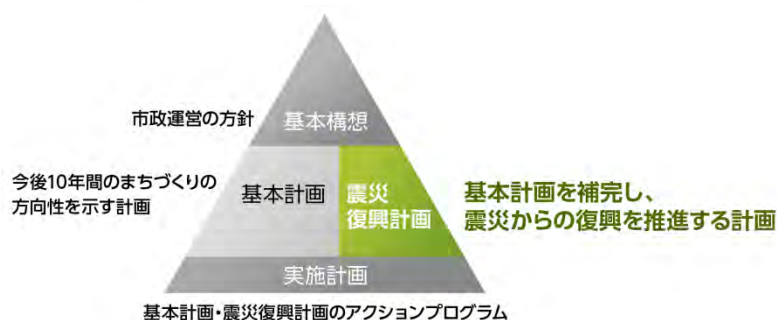 市政運営の方針
基本構想
今後10年間のまちづくりの
方向性を示す計画
基本計画
震災
復興計画
基本計画を補完し、
震災からの復興を推進する計画
実施計画
基本計画・震災復興計画のアクションプログラム